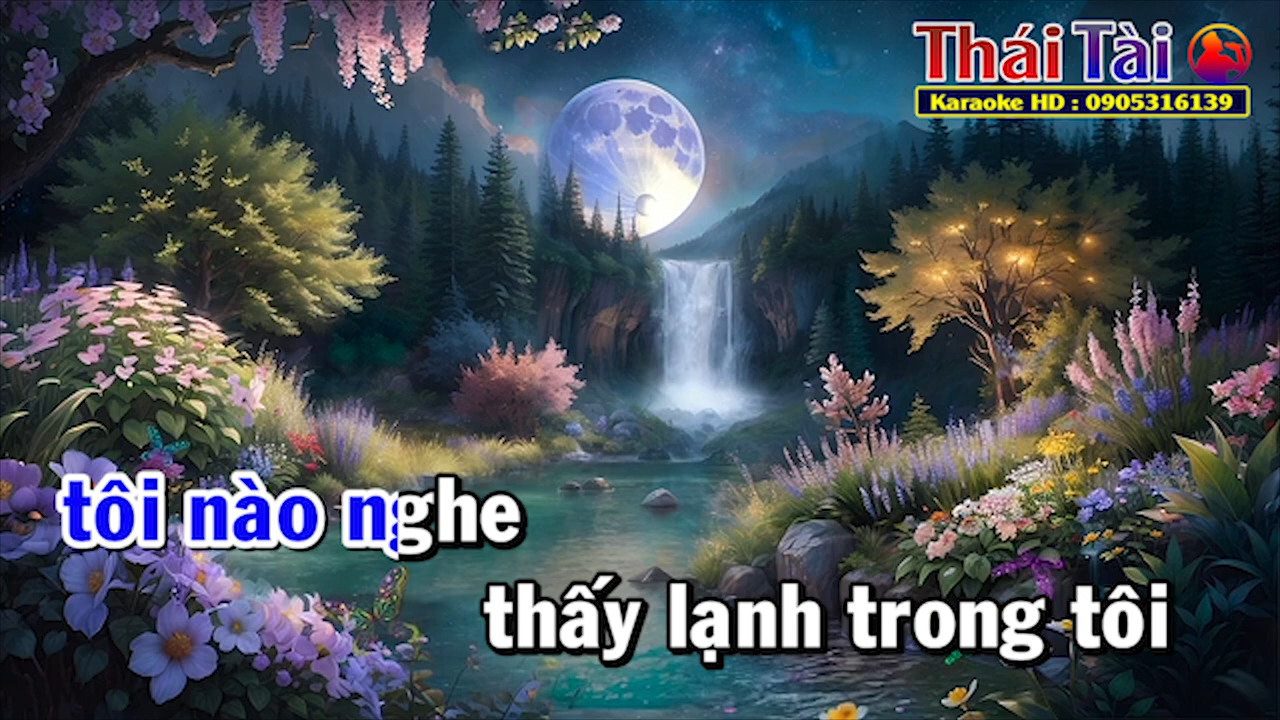 Thái Tài
Karaoke HD : 0905316139
tôi nào nghe
thấy lạnh trong tôi